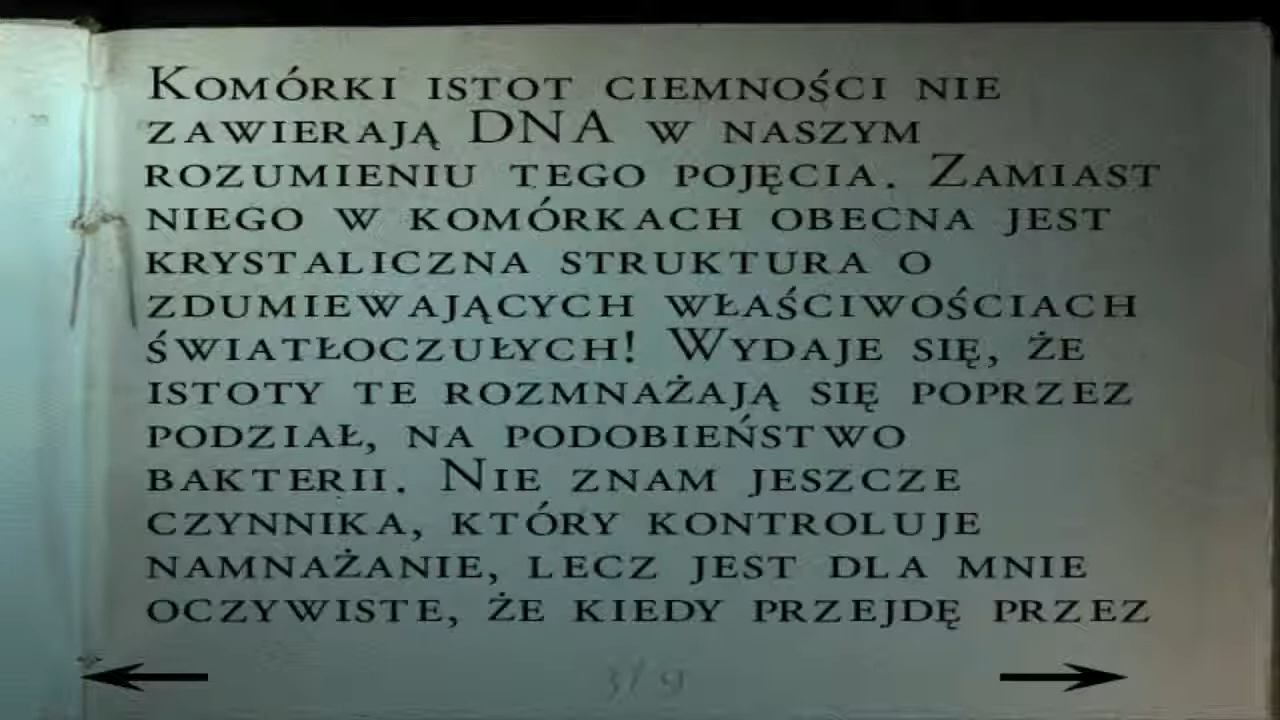 Komórki istot ciemności nie
zawierają DNA w naszym
rozumieniu tego pojęcia. Zamiast
niego w komórkach obecna jest
krystaliczna struktura o
zdumiewających właściwościach
światłoczułych! Wydaje się, że
istoty te rozmnażają się poprzez
podział, na podobieństwo
bakterii. Nie znam jeszcze
czynnika, który kontroluje
namnażanie, lecz jest dla mnie
oczywiste, że kiedy przejdę przez
3/9